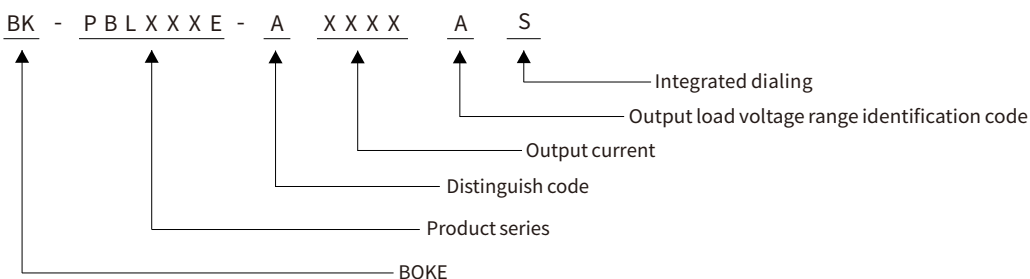 BK - PBLXXXE - A XXXX A S
Integrated dialing
Output load voltage range identification code
Output current
Distinguish code
Product series
BOKE